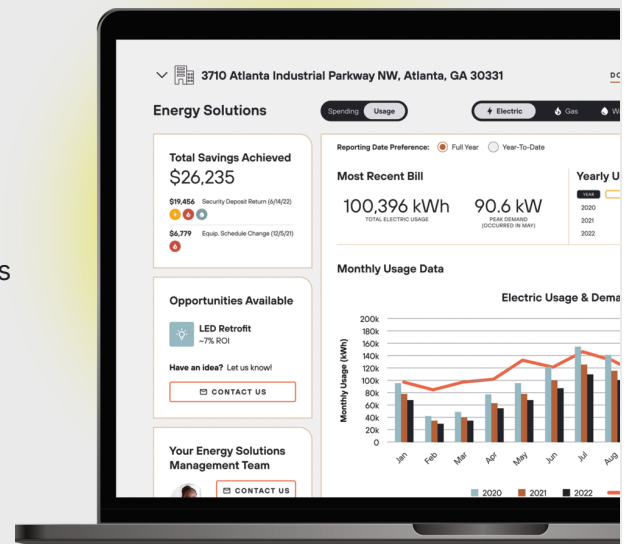 3710 Atlanta Industrial Parkway NW, Atlanta, GA 30331
Energy Solutions
Spending Usage
Electric Gas
Total Savings Achieved
$26,235
$19,456 Security Deposit Return (6/14/22)
$6,779 Equip. Schedule Change (12/5/21)
Opportunities Available
LED Retrofit
~7% ROI
Have an idea? Let us know!
CONTACT US
Your Energy Solutions
Management Team
CONTACT US
Reporting Date Preference: Full Year Year-To-Date
Most Recent Bill
100,396 kWh
TOTAL ELECTRIC USAGE
90.6 kW
PEAK DEMAND
(OCCURRED IN MAY)
Yearly U
YEAR
2020
2021
2022
Monthly Usage Data
Electric Usage & Dema
Monthly Usage (kWh)
200k
180k
160k
140k
120k
100k
80k
60k
40k
20k
0
Jan Feb Mar Apr May Jun Jul Aug
2020 2021 2022